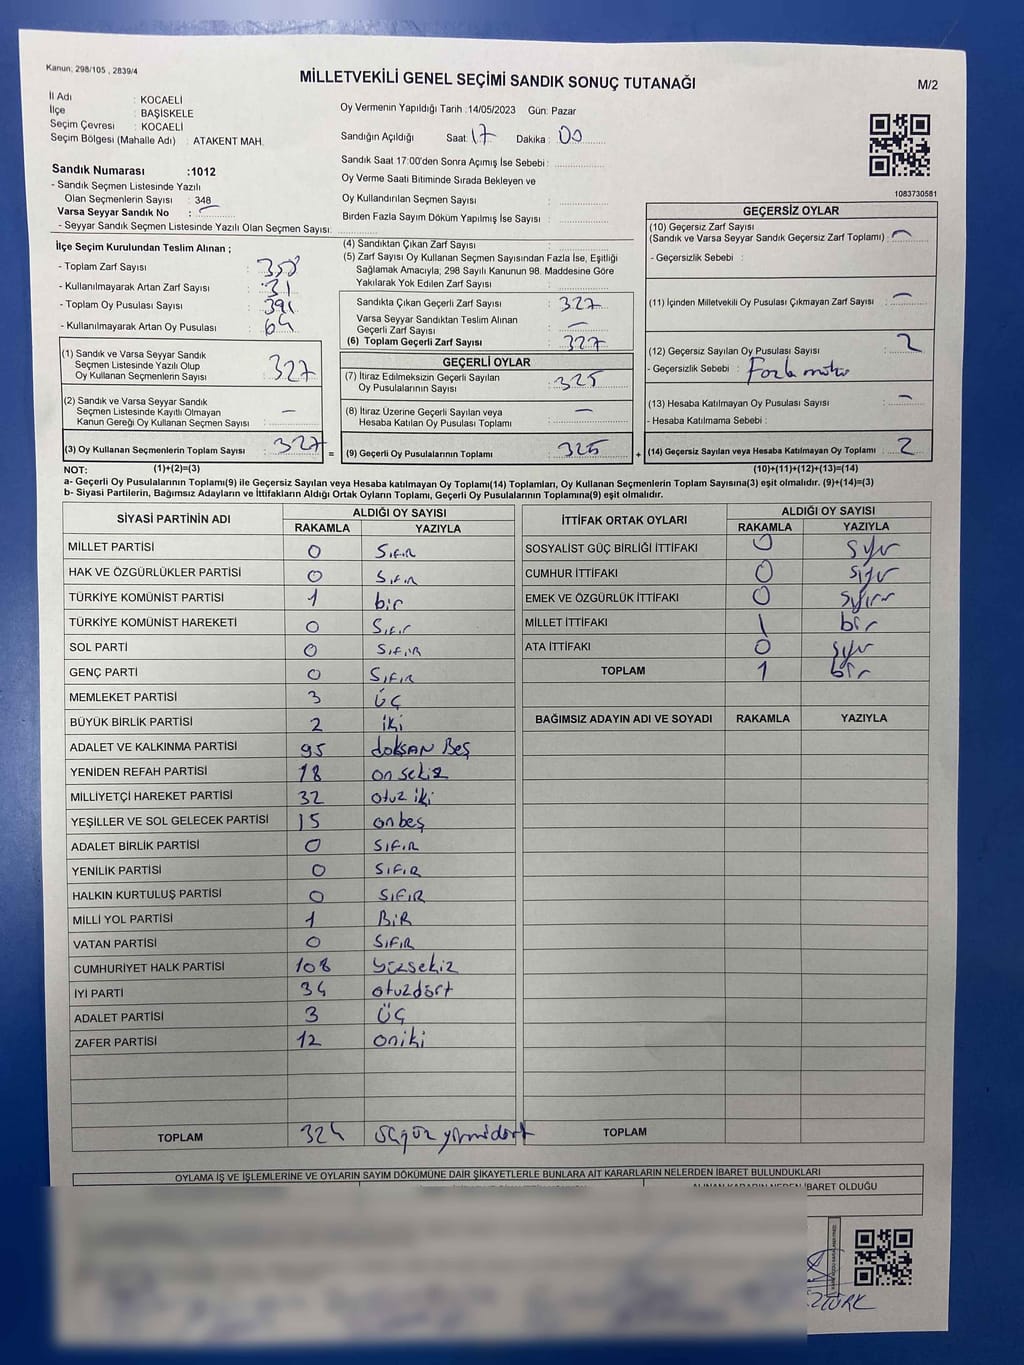 Kanun; 298/105 , 2839/4
MİLLETVEKİLİ GENEL SEÇİMİ SANDIK SONUÇ TUTANAĞI
M/2
İl Adı : KOCAELİ
İlçe : BAŞİSKELE
Seçim Çevresi : KOCAELİ
Seçim Bölgesi (Mahalle Adı) : ATAKENT MAH.
Oy Vermenin Yapıldığı Tarih :14/05/2023 Gün: Pazar
Sandığın Açıldığı Saat: 17 Dakika : 00
Sandık Saat 17:00'den Sonra Açımış İse Sebebi :
Oy Verme Saati Bitiminde Sırada Bekleyen ve
Oy Kullandırılan Seçmen Sayısı :
Birden Fazla Sayım Döküm Yapılmış İse Sayısı :
1083730581
Sandık Numarası :1012
- Sandık Seçmen Listesinde Yazılı
Olan Seçmenlerin Sayısı : 348
Varsa Seyyar Sandık No : -
- Seyyar Sandık Seçmen Listesinde Yazılı Olan Seçmen Sayısı:
İlçe Seçim Kurulundan Teslim Alınan ;
- Toplam Zarf Sayısı : 358
- Kullanılmayarak Artan Zarf Sayısı : 31
- Toplam Oy Pusulası Sayısı : 391
- Kullanılmayarak Artan Oy Pusulası : 64
(1) Sandık ve Varsa Seyyar Sandık
Seçmen Listesinde Yazılı Olup
Oy Kullanan Seçmenlerin Sayısı : 327
(2) Sandık ve Varsa Seyyar Sandık
Seçmen Listesinde Kayıtlı Olmayan
Kanun Gereği Oy Kullanan Seçmen Sayısı : -
(3) Oy Kullanan Seçmenlerin Toplam Sayısı : 327 =
(4) Sandıktan Çıkan Zarf Sayısı :
(5) Zarf Sayısı Oy Kullanan Seçmen Sayısından Fazla İse, Eşitliği
Sağlamak Amacıyla; 298 Sayılı Kanunun 98. Maddesine Göre
Yakılarak Yok Edilen Zarf Sayısı :
Sandıkta Çıkan Geçerli Zarf Sayısı : 327
Varsa Seyyar Sandıktan Teslim Alınan
Geçerli Zarf Sayısı : -
(6) Toplam Geçerli Zarf Sayısı : 327
GEÇERLİ OYLAR
(7) İtiraz Edilmeksizin Geçerli Sayılan
Oy Pusulalarının Sayısı : 325
(8) İtiraz Üzerine Geçerli Sayılan veya
Hesaba Katılan Oy Pusulası Toplamı : -
(9) Geçerli Oy Pusulalarının Toplamı : 325 +
GEÇERSİZ OYLAR
(10) Geçersiz Zarf Sayısı
(Sandık ve Varsa Seyyar Sandık Geçersiz Zarf Toplamı) : -
- Geçersizlik Sebebi :
(11) İçinden Milletvekili Oy Pusulası Çıkmayan Zarf Sayısı : -
(12) Geçersiz Sayılan Oy Pusulası Sayısı : 2
- Geçersizlik Sebebi : Fazla mühür
(13) Hesaba Katılmayan Oy Pusulası Sayısı : -
- Hesaba Katılmama Sebebi :
(14) Geçersiz Sayılan veya Hesaba Katılmayan Oy Toplamı : 2
NOT: (1)+(2)=(3) (10)+(11)+(12)+(13)=(14)
a- Geçerli Oy Pusulalarının Toplamı(9) ile Geçersiz Sayılan veya Hesaba katılmayan Oy Toplamı(14) Toplamları, Oy Kullanan Seçmenlerin Toplam Sayısına(3) eşit olmalıdır. (9)+(14)=(3)
b- Siyasi Partilerin, Bağımsız Adayların ve İttifakların Aldığı Ortak Oyların Toplamı, Geçerli Oy Pusulalarının Toplamına(9) eşit olmalıdır.
SİYASİ PARTİNİN ADI ALDIĞI OY SAYISI
RAKAMLA YAZIYLA
MİLLET PARTİSİ 0 SıfıR
HAK VE ÖZGÜRLÜKLER PARTİSİ 0 SıfıR
TÜRKİYE KOMÜNİST PARTİSİ 1 bir
TÜRKİYE KOMÜNİST HAREKETİ 0 Sıfır
SOL PARTİ 0 SıfıR
GENÇ PARTİ 0 SıfıR
MEMLEKET PARTİSİ 3 ÜÇ
BÜYÜK BİRLİK PARTİSİ 2 iKi
ADALET VE KALKINMA PARTİSİ 95 doksAN Beş
YENİDEN REFAH PARTİSİ 18 on sekiz
MİLLİYETÇİ HAREKET PARTİSİ 32 otuz iki
YEŞİLLER VE SOL GELECEK PARTİSİ 15 onbeş
ADALET BİRLİK PARTİSİ 0 SıfıR
YENİLİK PARTİSİ 0 SıfıR
HALKIN KURTULUŞ PARTİSİ 0 SıfıR
MİLLİ YOL PARTİSİ 1 BiR
VATAN PARTİSİ 0 SıfıR
CUMHURİYET HALK PARTİSİ 108 yüzsekiz
İYİ PARTİ 34 otuzdört
ADALET PARTİSİ 3 ÜÇ
ZAFER PARTİSİ 12 oniki
TOPLAM 324 üçyüz yirmidört
İTTİFAK ORTAK OYLARI ALDIĞI OY SAYISI
RAKAMLA YAZIYLA
SOSYALİST GÜÇ BİRLİĞİ İTTİFAKI 0 sıfır
CUMHUR İTTİFAKI 0 sıfır
EMEK VE ÖZGÜRLÜK İTTİFAKI 0 sıfır
MİLLET İTTİFAKI 1 bir
ATA İTTİFAKI 0 sıfır
TOPLAM 1 bir
BAĞIMSIZ ADAYIN ADI VE SOYADI RAKAMLA YAZIYLA
TOPLAM
OYLAMA İŞ VE İŞLEMLERİNE VE OYLARIN SAYIM DÖKÜMÜNE DAİR ŞİKAYETLERLE BUNLARA AİT KARARLARIN NELERDEN İBARET BULUNDUKLARI
ALINAN KARARIN NEDEN İBARET OLDUĞU